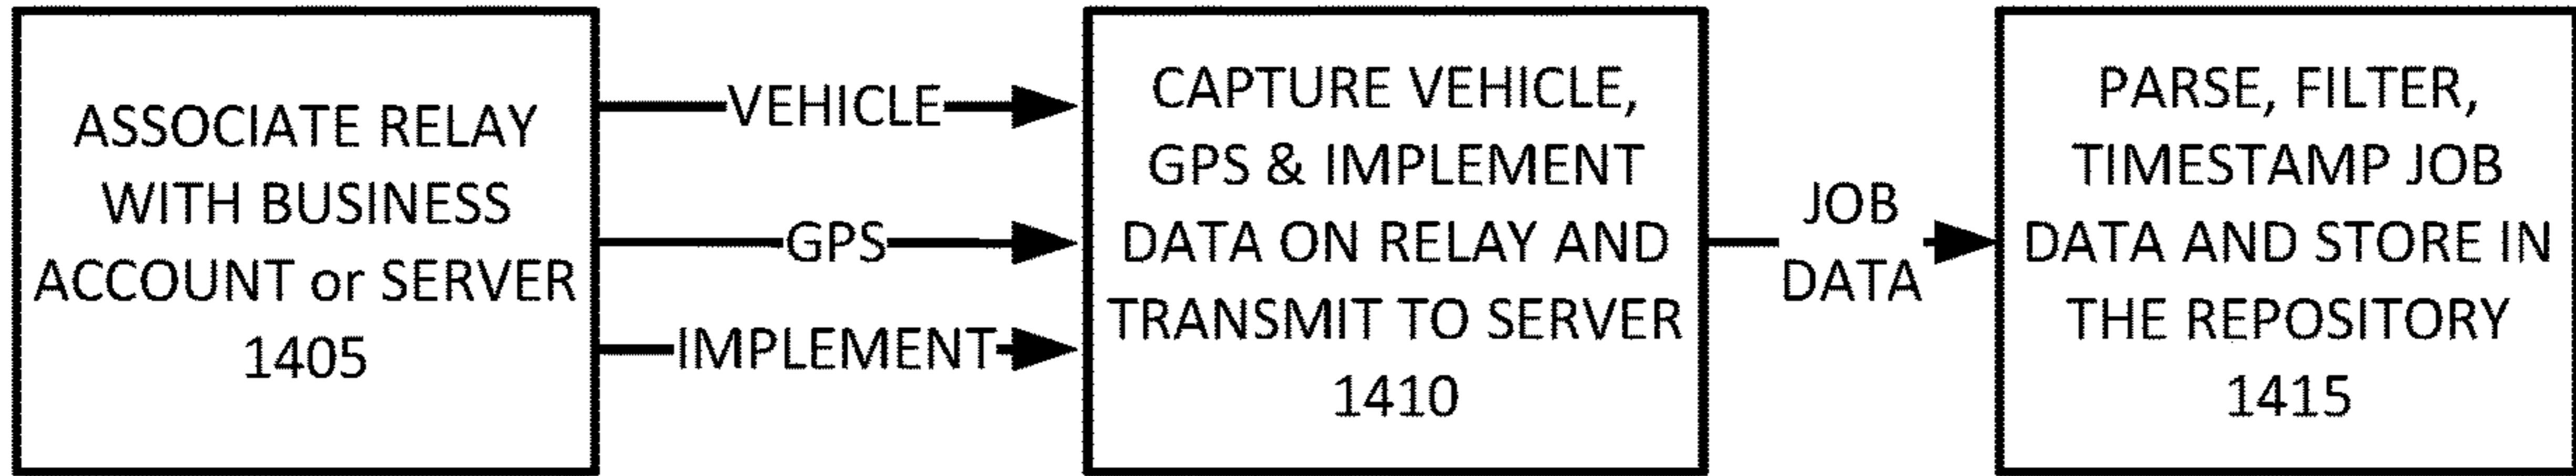 ASSOCIATE RELAY
WITH BUSINESS
ACCOUNT or SERVER
1405
VEHICLE
GPS
IMPLEMENT
CAPTURE VEHICLE,
GPS & IMPLEMENT
DATA ON RELAY AND
TRANSMIT TO SERVER
1410
JOB
DATA
PARSE, FILTER,
TIMESTAMP JOB
DATA AND STORE IN
THE REPOSITORY
1415